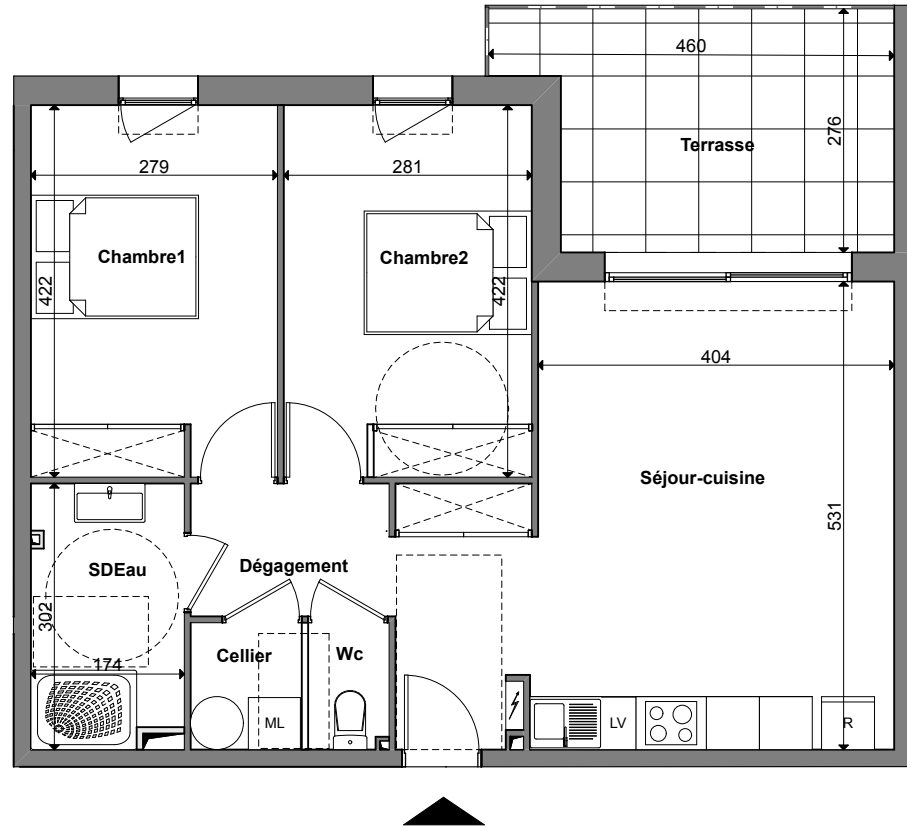 460
276
Terrasse
279
281
Chambre1
Chambre2
422
422
404
Séjour-cuisine
531
SDEau
Dégagement
302
174
Cellier
Wc
ML
LV
R